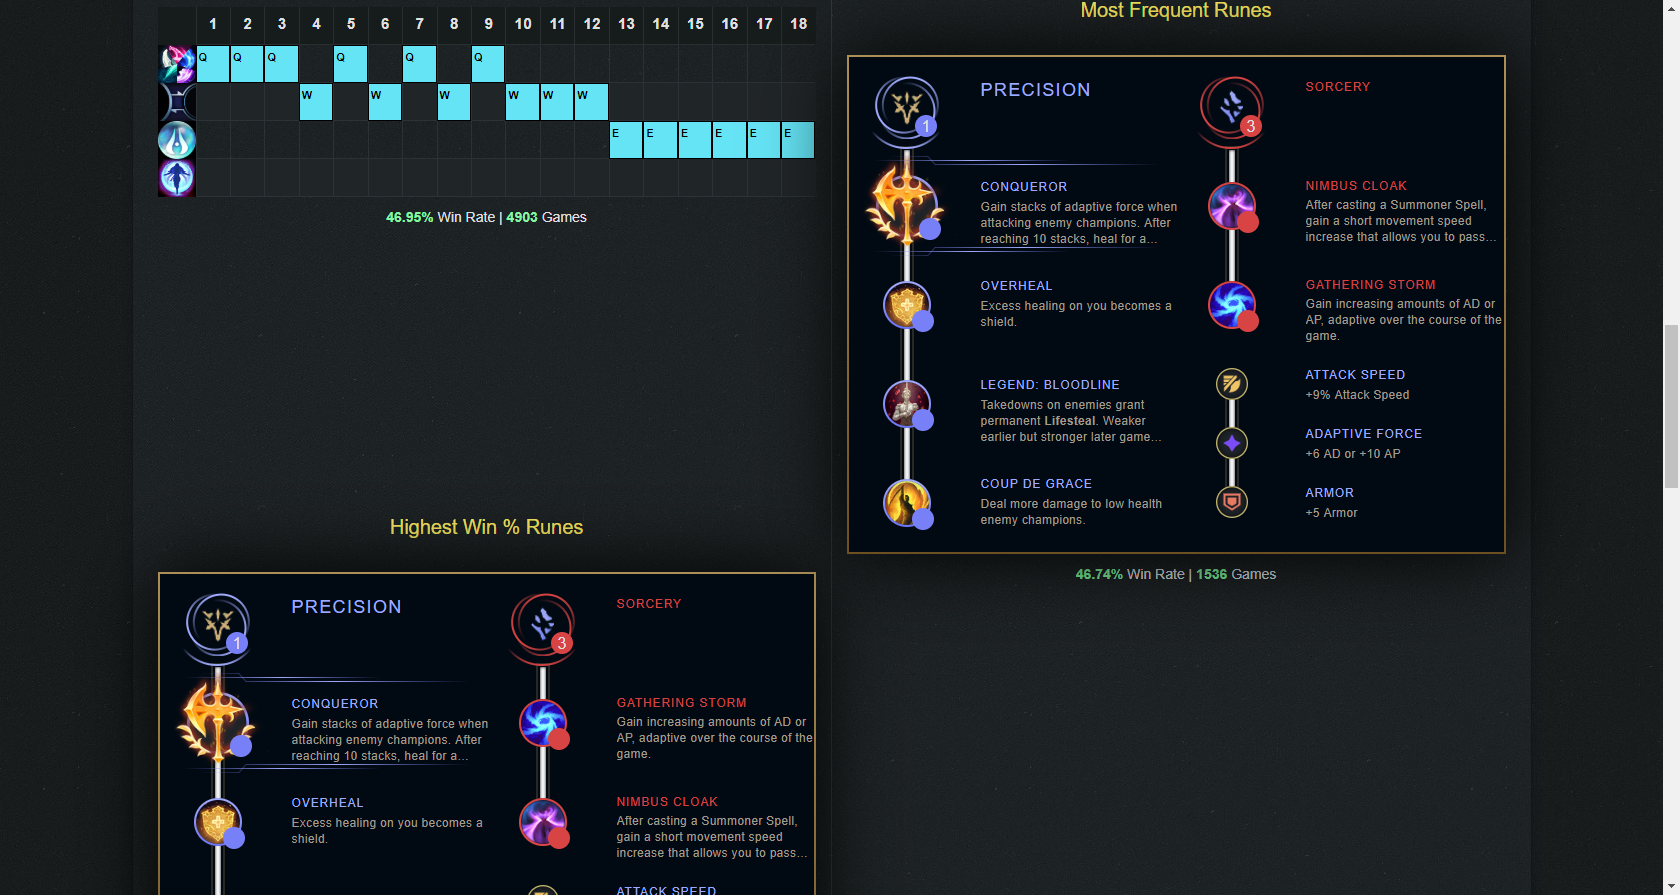 1 2 3 4 5 6 7 8 9 10 11 12 13 14 15 16 17 18
Q Q Q Q Q Q
W W W W W W
E E E E E E
46.95% Win Rate | 4903 Games
Most Frequent Runes
PRECISION
1
CONQUEROR
Gain stacks of adaptive force when
attacking enemy champions. After
reaching 10 stacks, heal for a...
OVERHEAL
Excess healing on you becomes a
shield.
LEGEND: BLOODLINE
Takedowns on enemies grant
permanent Lifesteal. Weaker
earlier but stronger later game...
COUP DE GRACE
Deal more damage to low health
enemy champions.
SORCERY
3
NIMBUS CLOAK
After casting a Summoner Spell,
gain a short movement speed
increase that allows you to pass...
GATHERING STORM
Gain increasing amounts of AD or
AP, adaptive over the course of the
game.
ATTACK SPEED
+9% Attack Speed
ADAPTIVE FORCE
+6 AD or +10 AP
ARMOR
+5 Armor
46.74% Win Rate | 1536 Games
Highest Win % Runes
PRECISION
1
CONQUEROR
Gain stacks of adaptive force when
attacking enemy champions. After
reaching 10 stacks, heal for a...
OVERHEAL
Excess healing on you becomes a
shield.
SORCERY
3
GATHERING STORM
Gain increasing amounts of AD or
AP, adaptive over the course of the
game.
NIMBUS CLOAK
After casting a Summoner Spell,
gain a short movement speed
increase that allows you to pass...
ATTACK SPEED